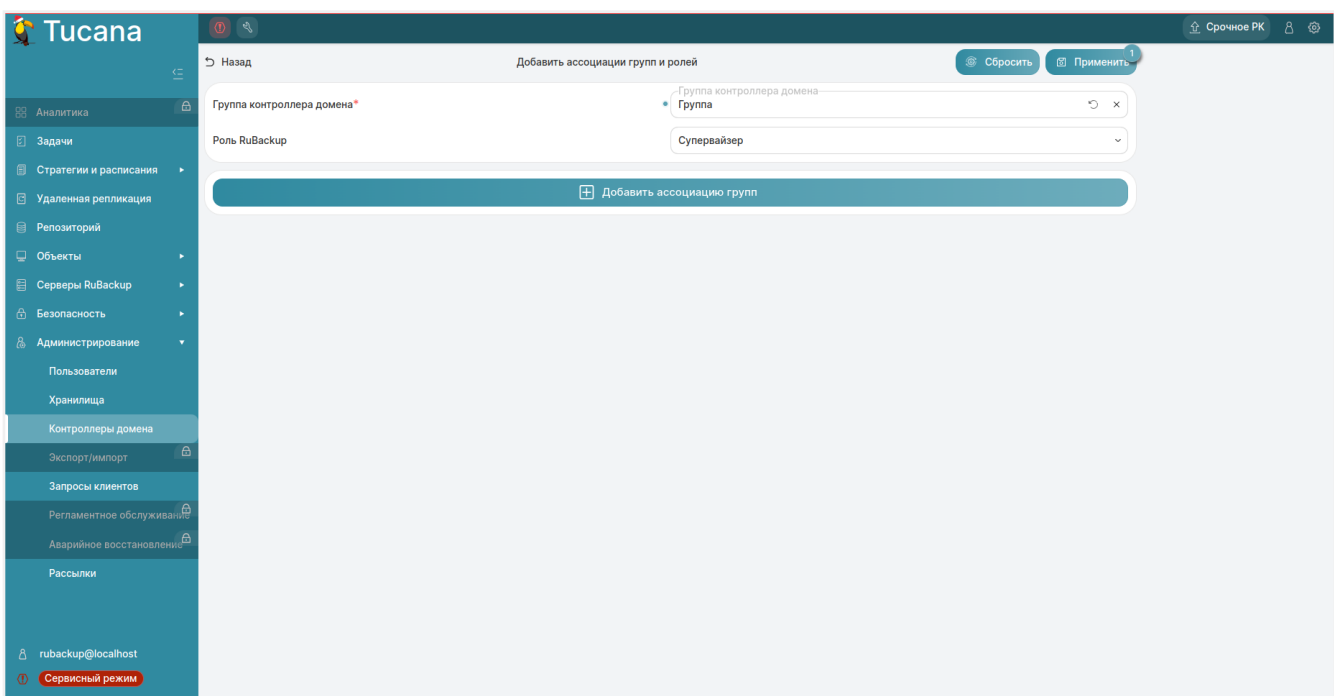 Tucana
Срочное РК
Назад
Добавить ассоциации групп и ролей
Сбросить
Применить
1
Аналитика
Задачи
Стратегии и расписания
Удаленная репликация
Репозиторий
Объекты
Серверы RuBackup
Безопасность
Администрирование
Пользователи
Хранилища
Контроллеры домена
Экспорт/импорт
Запросы клиентов
Регламентное обслуживание
Аварийное восстановление
Рассылки
rubackup@localhost
Сервисный режим
Группа контроллера домена*
Группа контроллера домена
Группа
Роль RuBackup
Супервайзер
Добавить ассоциацию групп